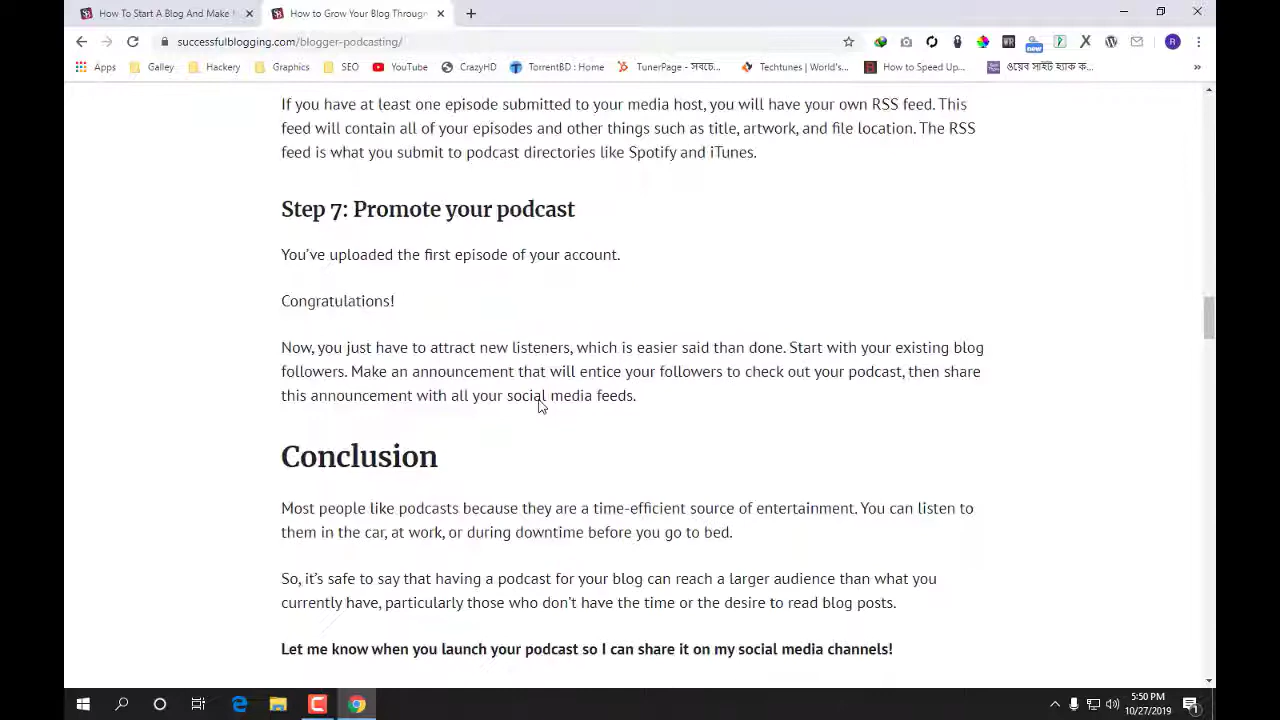 How To Start A Blog And Make
How to Grow Your Blog Throug
successfulblogging.com/blogger-podcasting/
Apps Galley Hackery Graphics SEO YouTube CrazyHD TorrentBD : Home TunerPage - সবচে... Techtunes | World's... How to Speed Up... ওয়েব সাইট হ্যাক ক... »
If you have at least one episode submitted to your media host, you will have your own RSS feed. This
feed will contain all of your episodes and other things such as title, artwork, and file location. The RSS
feed is what you submit to podcast directories like Spotify and iTunes.
Step 7: Promote your podcast
You've uploaded the first episode of your account.
Congratulations!
Now, you just have to attract new listeners, which is easier said than done. Start with your existing blog
followers. Make an announcement that will entice your followers to check out your podcast, then share
this announcement with all your social media feeds.
Conclusion
Most people like podcasts because they are a time-efficient source of entertainment. You can listen to
them in the car, at work, or during downtime before you go to bed.
So, it's safe to say that having a podcast for your blog can reach a larger audience than what you
currently have, particularly those who don't have the time or the desire to read blog posts.
Let me know when you launch your podcast so I can share it on my social media channels!
5:50 PM
10/27/2019